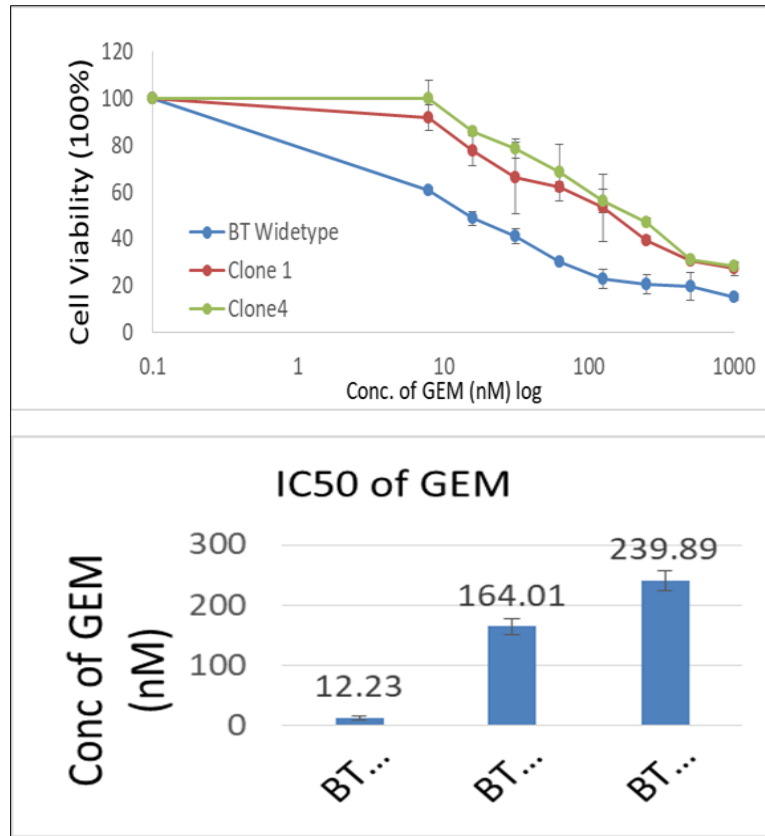 120
100
80
60
40
20
0
Cell Viability (100%)
BT Widetype
Clone 1
Clone4
0.1 1 10 100 1000
Conc. of GEM (nM) log
IC50 of GEM
Conc of GEM
(nM)
300
200
100
0
12.23
164.01
239.89
BT...
BT...
BT...